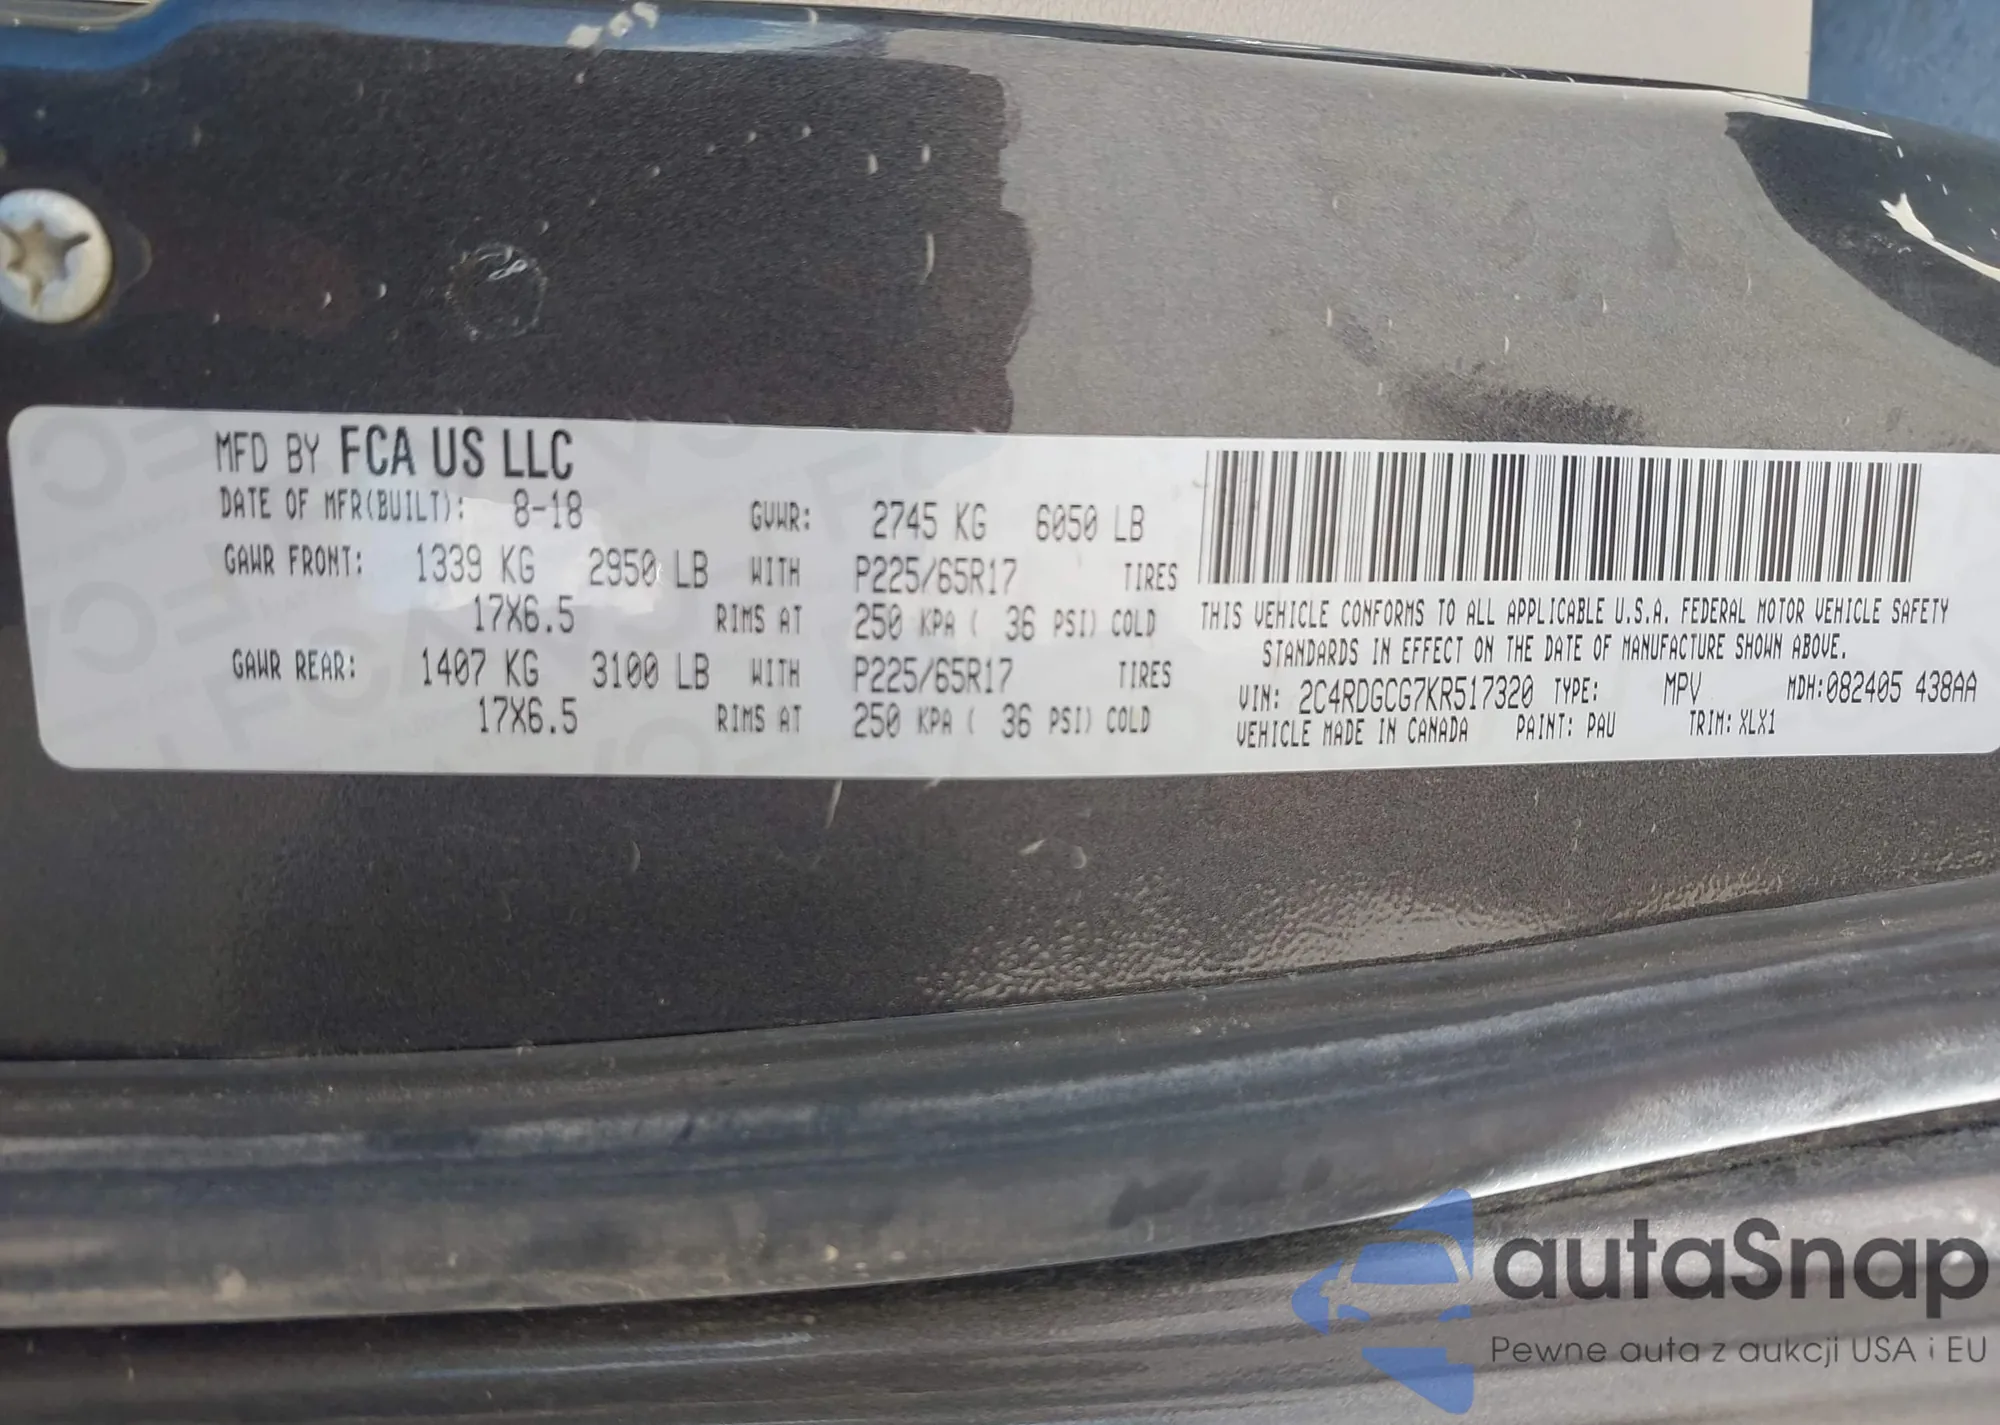 MFD BY FCA US LLC
DATE OF MFR(BUILT): 8-18 GVWR: 2745 KG 6050 LB
GAWR FRONT: 1339 KG 2950 LB WITH P225/65R17 TIRES
17X6.5 RIMS AT 250 KPA ( 36 PSI) COLD
GAWR REAR: 1407 KG 3100 LB WITH P225/65R17 TIRES
17X6.5 RIMS AT 250 KPA ( 36 PSI) COLD
THIS VEHICLE CONFORMS TO ALL APPLICABLE U.S.A. FEDERAL MOTOR VEHICLE SAFETY
STANDARDS IN EFFECT ON THE DATE OF MANUFACTURE SHOWN ABOVE.
VIN: 2C4RDGCG7KR517320 TYPE: MPV MDH:082405 438AA
VEHICLE MADE IN CANADA PAINT: PAU TRIM: XLX1
autaSnap
Pewne auta z aukcji USA i EU